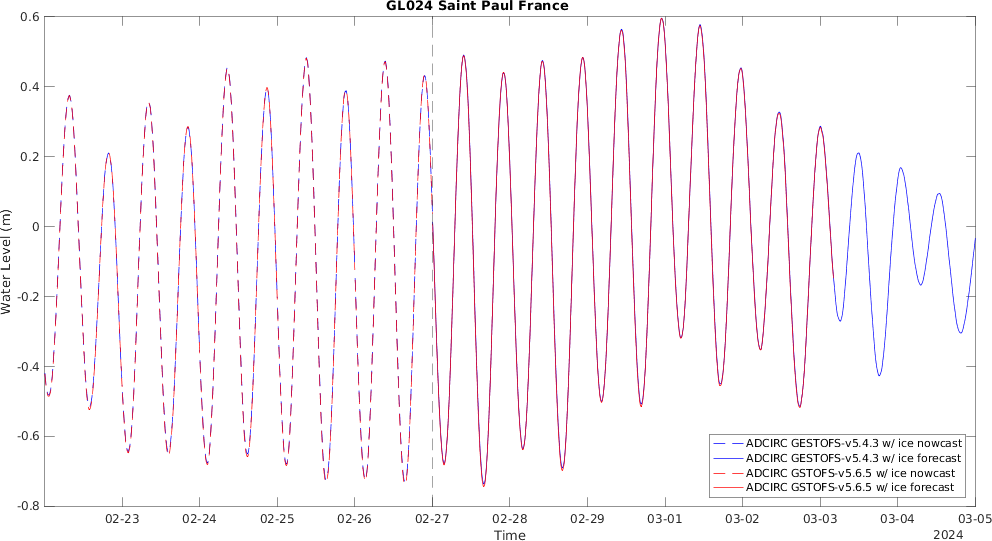 GL024 Saint Paul France
0.6
0.4
0.2
0
-0.2
-0.4
-0.6
-0.8
Water Level (m)
ADCIRC GESTOFS-v5.4.3 w/ ice nowcast
ADCIRC GESTOFS-v5.4.3 w/ ice forecast
ADCIRC GSTOFS-v5.6.5 w/ ice nowcast
ADCIRC GSTOFS-v5.6.5 w/ ice forecast
02-23 02-24 02-25 02-26 02-27 02-28 02-29 03-01 03-02 03-03 03-04 03-05
Time
2024